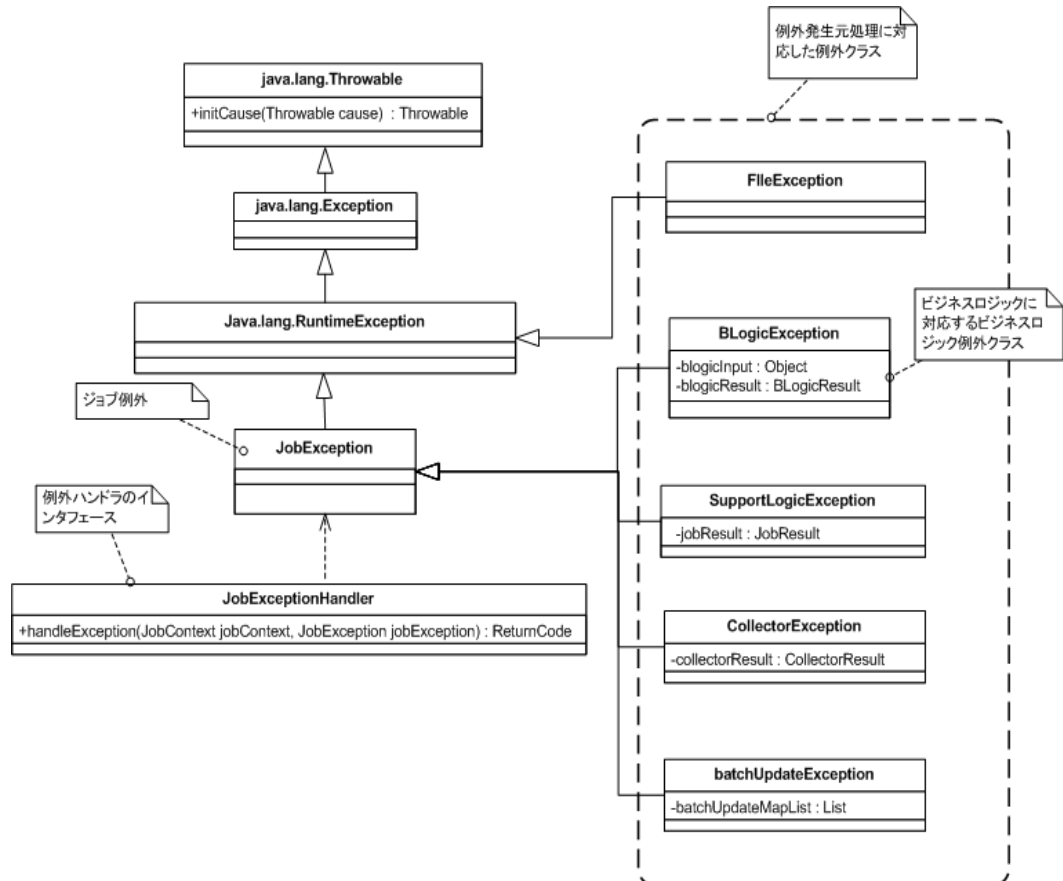 例外発生元処理に対
応した例外クラス
java.lang.Throwable
+initCause(Throwable cause) : Throwable
java.lang.Exception
Java.lang.RuntimeException
ジョブ例外
JobException
例外ハンドラのイ
ンタフェース
JobExceptionHandler
+handleException(JobContext jobContext, JobException jobException) : ReturnCode
FIleException
ビジネスロジックに
対応するビジネスロ
ジック例外クラス
BLogicException
-blogicInput : Object
-blogicResult : BLogicResult
SupportLogicException
-jobResult : JobResult
CollectorException
-collectorResult : CollectorResult
batchUpdateException
-batchUpdateMapList : List